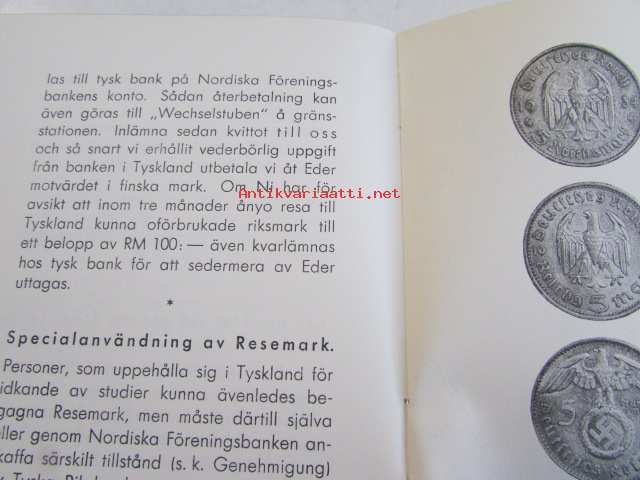 las till tysk bank på Nordiska Förenings-
bankens konto. Sådan återbetalning kan
även göras till „Wechselstuben” å gräns-
stationen. Inlämna sedan kvittot till oss
och så snart vi erhållit vederbörlig uppgift
från banken i Tyskland utbetala vi åt Eder
motvärdet i finska mark. Om Ni har för
avsikt att inom tre månader ånyo resa till
Tyskland kunna oförbrukade riksmark till
ett belopp av RM 100:— även kvarlämnas
hos tysk bank för att sedermera av Eder
uttagas.
*
Specialanvändning av Resemark.
Personer, som uppehålla sig i Tyskland för
idkande av studier kunna ävenledes be-
gagna Resemark, men måste därtill själva
eller genom Nordiska Föreningsbanken an-
skaffa särskilt tillstånd (s. k. Genehmigung)
Antikvariaatti.net
Deutsches Reich
5 Reichsmark
Deutsches Reich
5
5